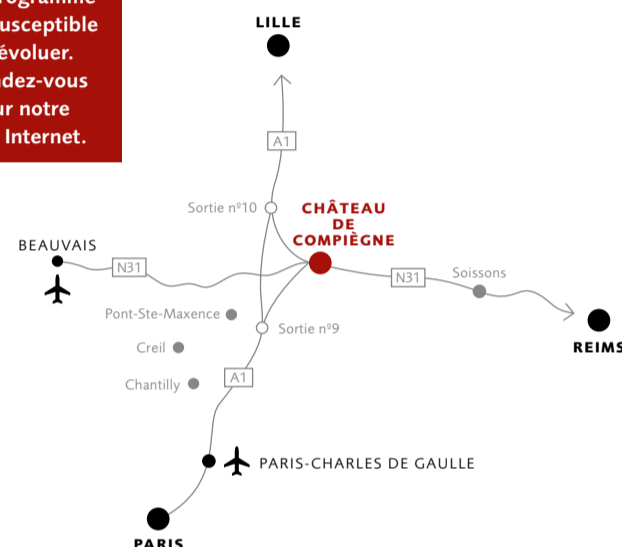 usceptible
évoluer.
ur notre
Internet.
LILLE
A1
Sortie nº10
CHÂTEAU
DE
COMPIÈGNE
BEAUVAIS
N31
N31
Soissons
Pont-Ste-Maxence
Sortie nº9
Creil
REIMS
Chantilly
A1
PARIS-CHARLES DE GAULLE
PARIS